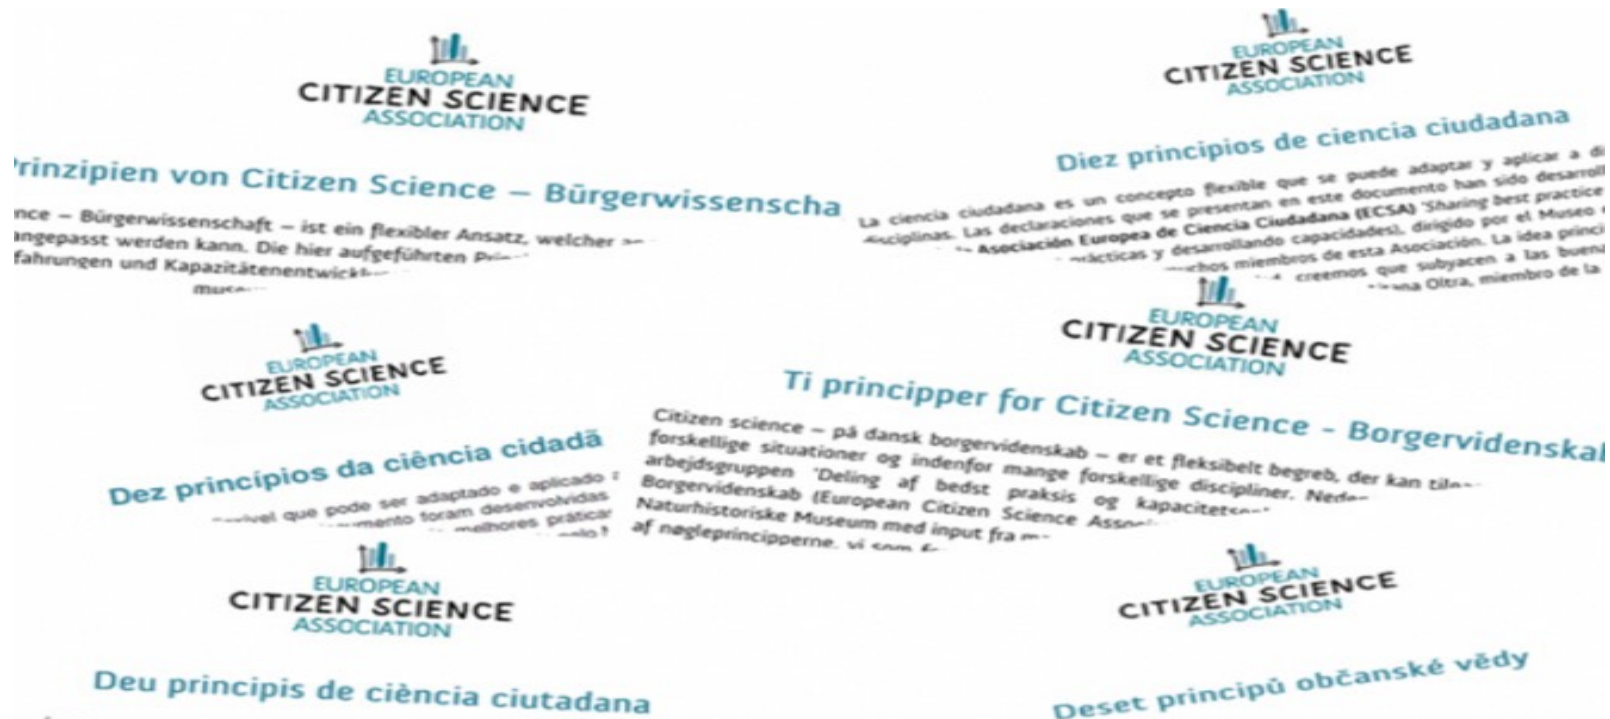 EUROPEAN
CITIZEN SCIENCE
ASSOCIATION
Prinzipien von Citizen Science – Bürgerwissenscha
nce – Bürgerwissenschaft – ist ein flexibler Ansatz, welcher
angepasst werden kann. Die hier aufgeführten
fahrungen und
EUROPEAN
CITIZEN SCIENCE
ASSOCIATION
Diez principios de ciencia ciudadana
La ciencia ciudadana es un concepto flexible que se puede adaptar y aplicar a
disciplinas. Las declaraciones que se presentan en este documento han sido
Asociación Europea de Ciencia Ciudadana (ECSA) 'Sharing best practice
prácticas y desarrollando capacidades), dirigido por el Museo
miembros de esta Asociación. La idea
creemos que subyacen a las
Oltra, miembro de la
EUROPEAN
CITIZEN SCIENCE
ASSOCIATION
Dez princípios da ciência cidadã
que pode ser adaptado e aplicado
foram desenvolvidas
melhores práticas
EUROPEAN
CITIZEN SCIENCE
ASSOCIATION
Ti principper for Citizen Science - Borgervidenskab
Citizen science – på dansk borgervidenskab – er et fleksibelt begreb, der kan
forskellige situationer og indenfor mange forskellige discipliner.
arbejdsgruppen 'Deling af bedst praksis og
Borgervidenskab (European Citizen Science
Naturhistoriske Museum med input fra
af nøgleprincipperne, vi som
EUROPEAN
CITIZEN SCIENCE
ASSOCIATION
Deu principis de ciència ciutadana
EUROPEAN
CITIZEN SCIENCE
ASSOCIATION
Deset principů občanské vědy